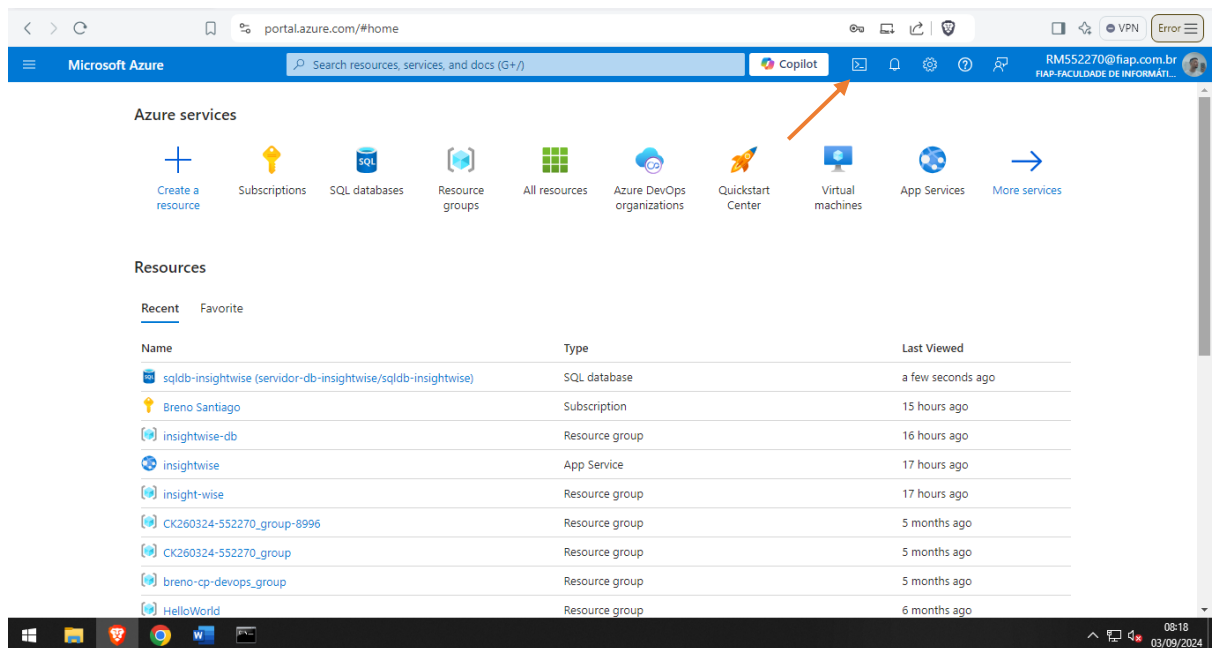 portal.azure.com/#home
VPN
Error
Microsoft Azure
Search resources, services, and docs (G+/)
Copilot
RM552270@fiap.com.br
FIAP-FACULDADE DE INFORMÁTI...
Azure services
Create a resource
Subscriptions
SQL
SQL databases
Resource groups
All resources
Azure DevOps organizations
Quickstart Center
Virtual machines
App Services
More services
Resources
Recent Favorite
Name Type Last Viewed
SQL sqldb-insightwise (servidor-db-insightwise/sqldb-insightwise) SQL database a few seconds ago
Breno Santiago Subscription 15 hours ago
insightwise-db Resource group 16 hours ago
insightwise App Service 17 hours ago
insight-wise Resource group 17 hours ago
CK260324-552270_group-8996 Resource group 5 months ago
CK260324-552270_group Resource group 5 months ago
breno-cp-devops_group Resource group 5 months ago
HelloWorld Resource group 6 months ago
08:18
03/09/2024